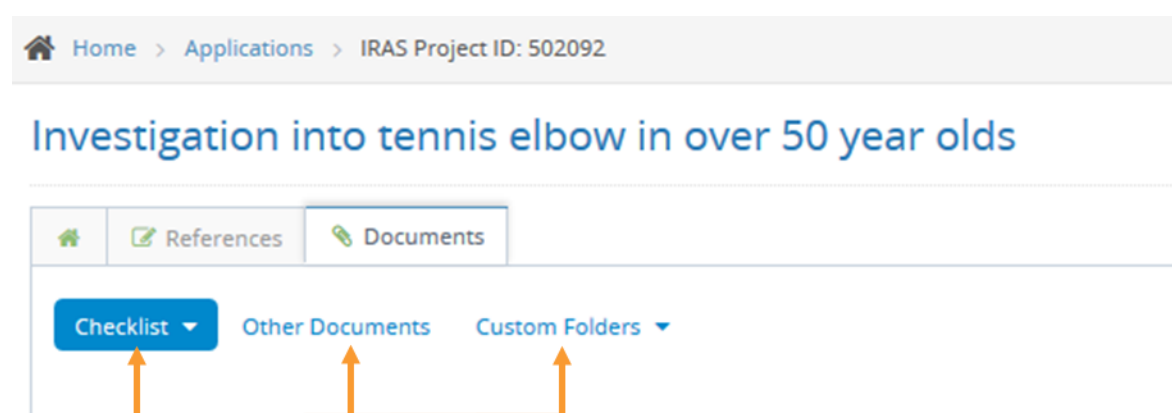 Home > Applications > IRAS Project ID: 502092
Investigation into tennis elbow in over 50 year olds
References Documents
Checklist Other Documents Custom Folders